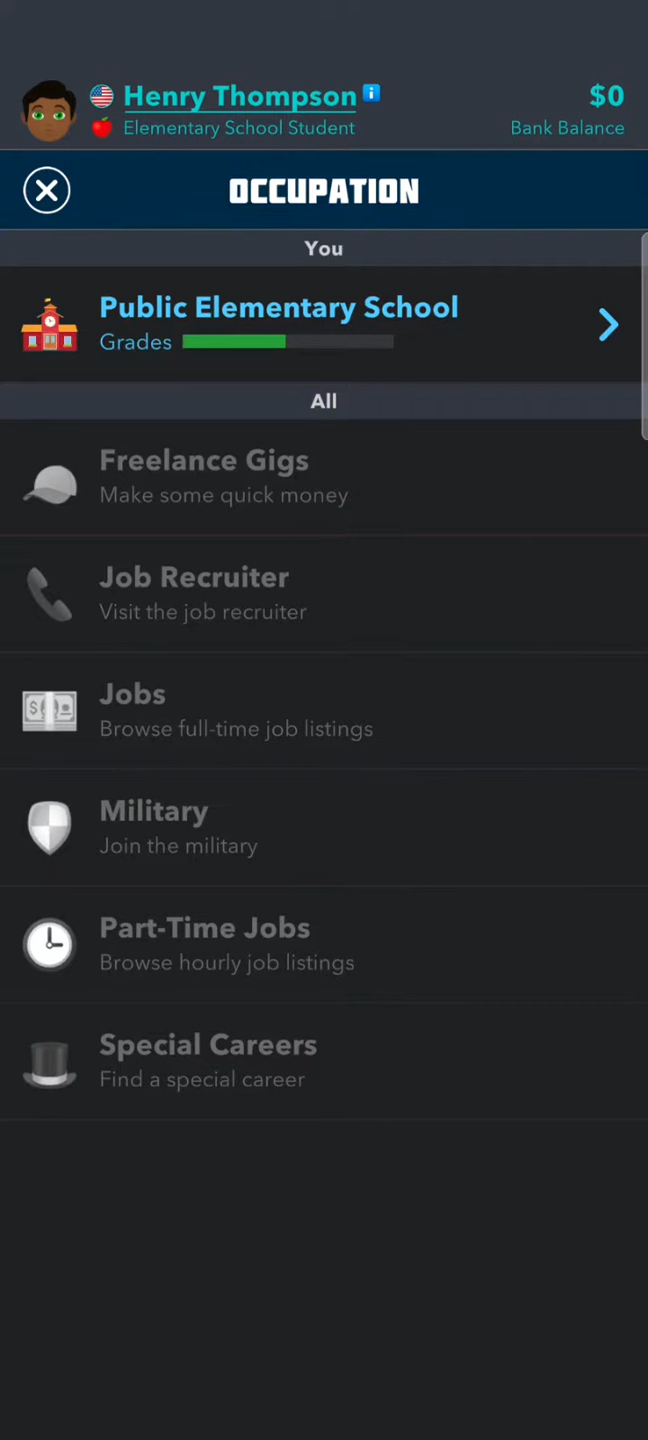 Henry Thompson
$0
Elementary School Student
Bank Balance
OCCUPATION
You
Public Elementary School
Grades
All
Freelance Gigs
Make some quick money
Job Recruiter
Visit the job recruiter
Jobs
Browse full-time job listings
Military
Join the military
Part-Time Jobs
Browse hourly job listings
Special Careers
Find a special career